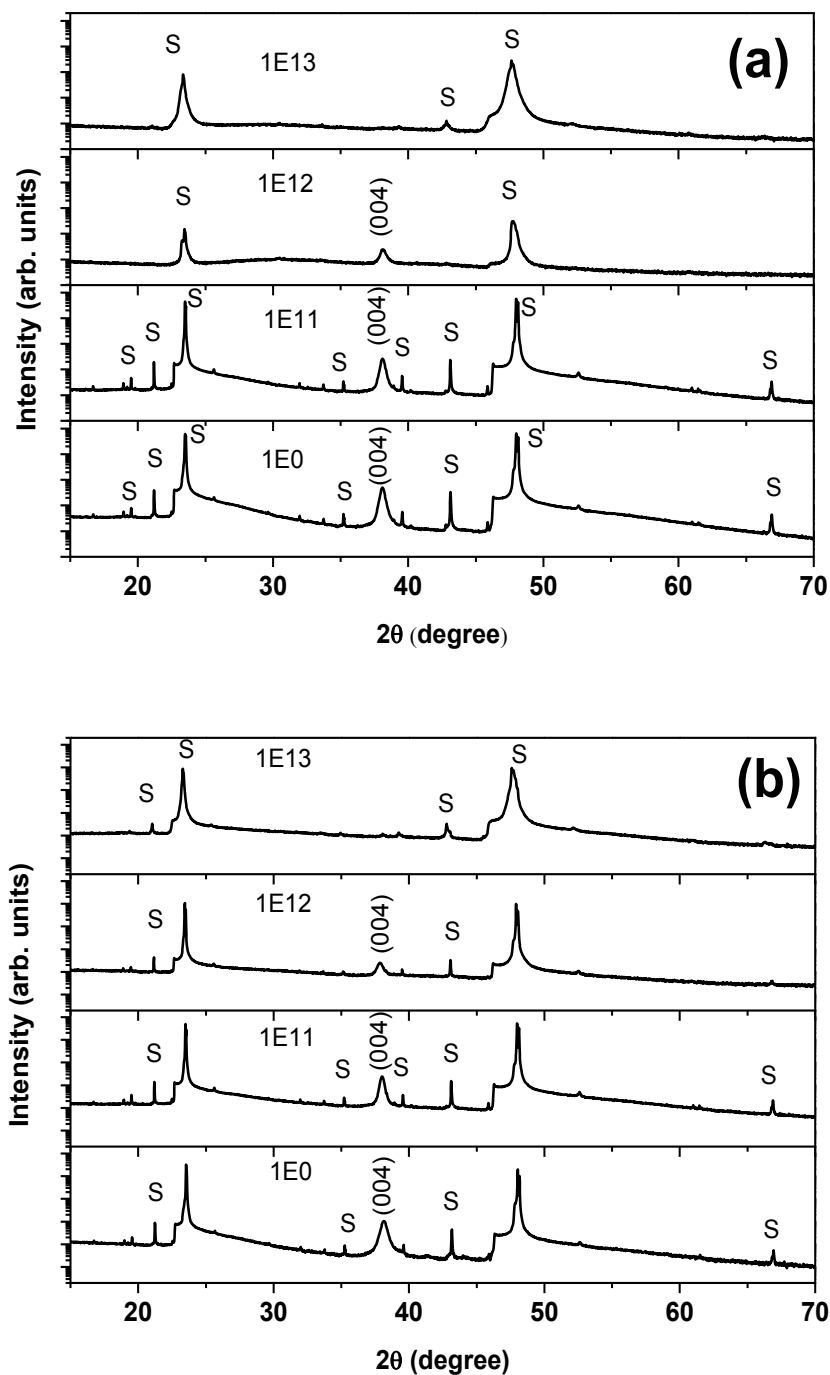 S
S
1E13
S
(a)
S
1E12
(004)
S
S
S
S
1E11
S
(004)
S
S
S
S
S
S
S
1E0
S
(004)
S
S
S
20
30
40
50
60
70
2θ (degree)
Intensity (arb. units)
S
S
1E13
S
S
(b)
S
1E12
(004)
S
S
1E11
S
(004)
S
S
S
S
1E0
S
(004)
S
S
20
30
40
50
60
70
2θ (degree)
Intensity (arb. units)